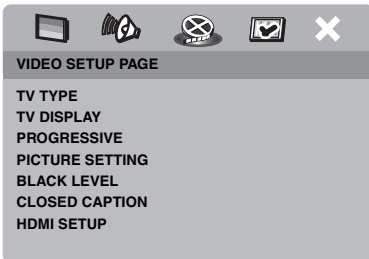 VIDEO SETUP PAGE
TV TYPE
TV DISPLAY
PROGRESSIVE
PICTURE SETTING
BLACK LEVEL
CLOSED CAPTION
HDMI SETUP